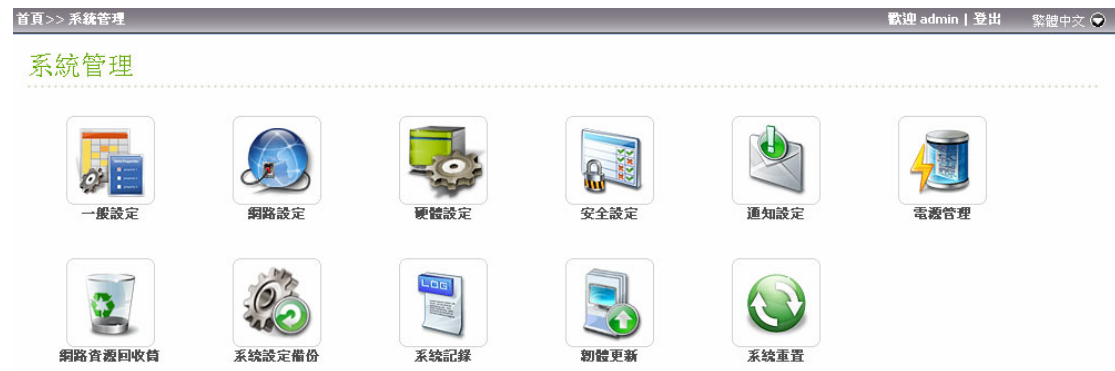 首頁>> 系統管理 歡迎 admin | 登出 繁體中文
系統管理
一般設定 網路設定 硬體設定 安全設定 通知設定 電源管理
LOG
網路資源回收筒 系統設定備份 系統記錄 韌體更新 系統重置